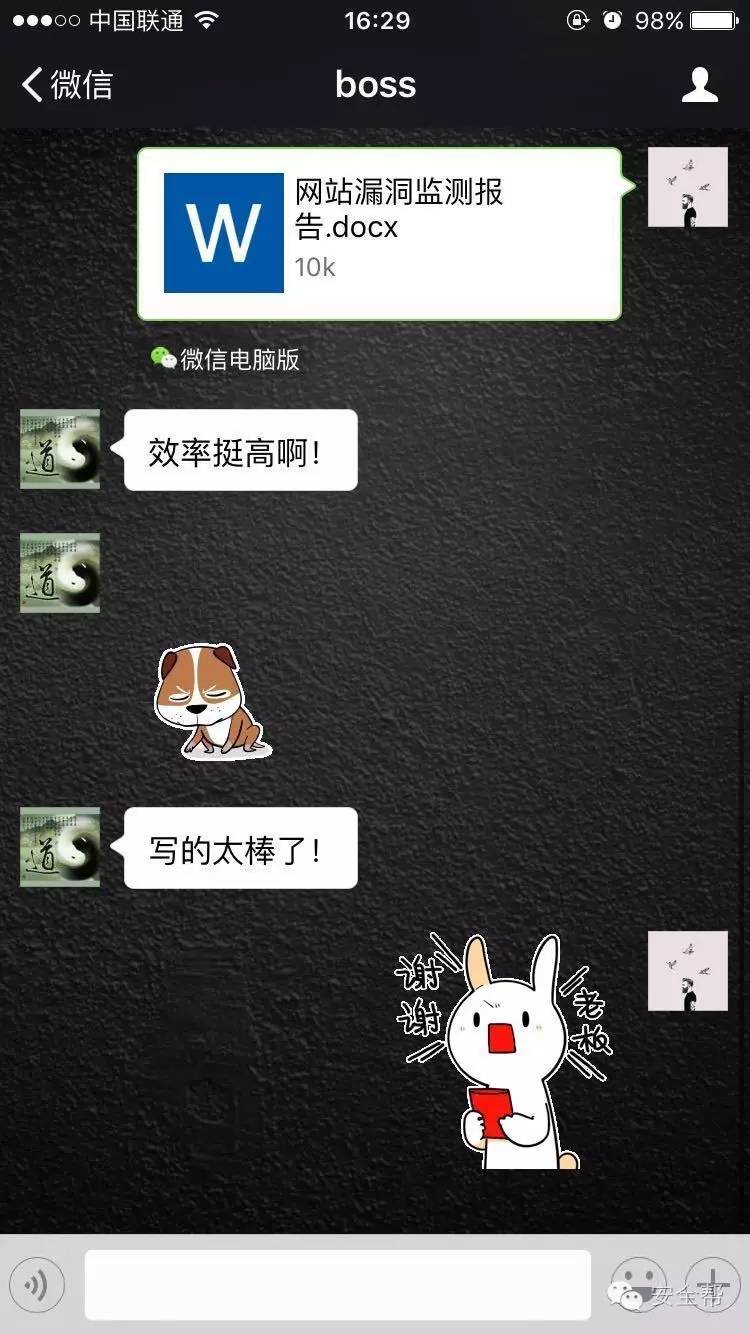 中国联通 16:29 98%
微信 boss
W
网站漏洞监测报
告.docx
10k
微信电脑版
道
效率挺高啊！
道
道
写的太棒了！
谢谢
老板
安全帮